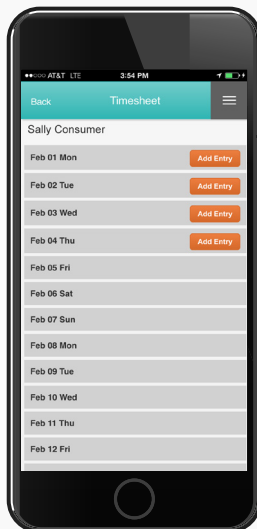 AT&T LTE 3:54 PM
Back Timesheet
Sally Consumer
Feb 01 Mon Add Entry
Feb 02 Tue Add Entry
Feb 03 Wed Add Entry
Feb 04 Thu Add Entry
Feb 05 Fri
Feb 06 Sat
Feb 07 Sun
Feb 08 Mon
Feb 09 Tue
Feb 10 Wed
Feb 11 Thu
Feb 12 Fri